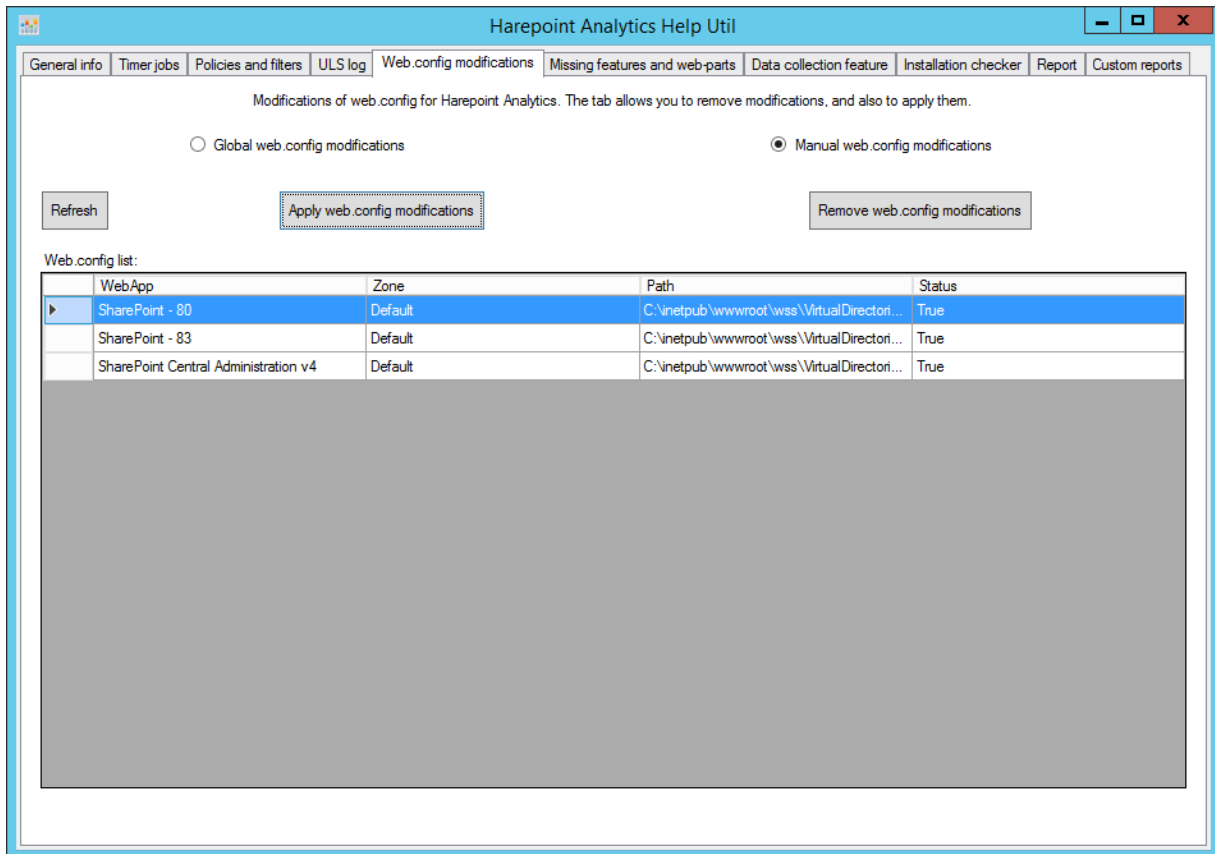 Harepoint Analytics Help Util
General info Timer jobs Policies and filters ULS log Web.config modifications Missing features and web-parts Data collection feature Installation checker Report Custom reports
Modifications of web.config for Harepoint Analytics. The tab allows you to remove modifications, and also to apply them.
Global web.config modifications Manual web.config modifications
Refresh Apply web.config modifications Remove web.config modifications
Web.config list:
WebApp Zone Path Status
SharePoint - 80 Default C:\inetpub\wwwroot\wss\VirtualDirectori... True
SharePoint - 83 Default C:\inetpub\wwwroot\wss\VirtualDirectori... True
SharePoint Central Administration v4 Default C:\inetpub\wwwroot\wss\VirtualDirectori... True